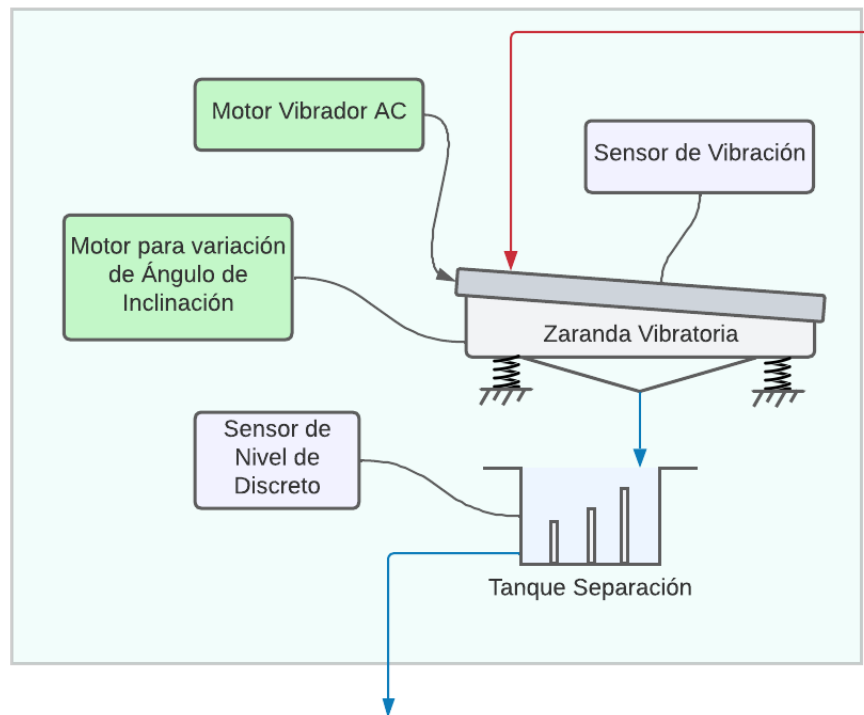 Motor Vibrador AC
Sensor de Vibración
Motor para variación
de Ángulo de
Inclinación
Zaranda Vibratoria
Sensor de
Nivel de
Discreto
Tanque Separación